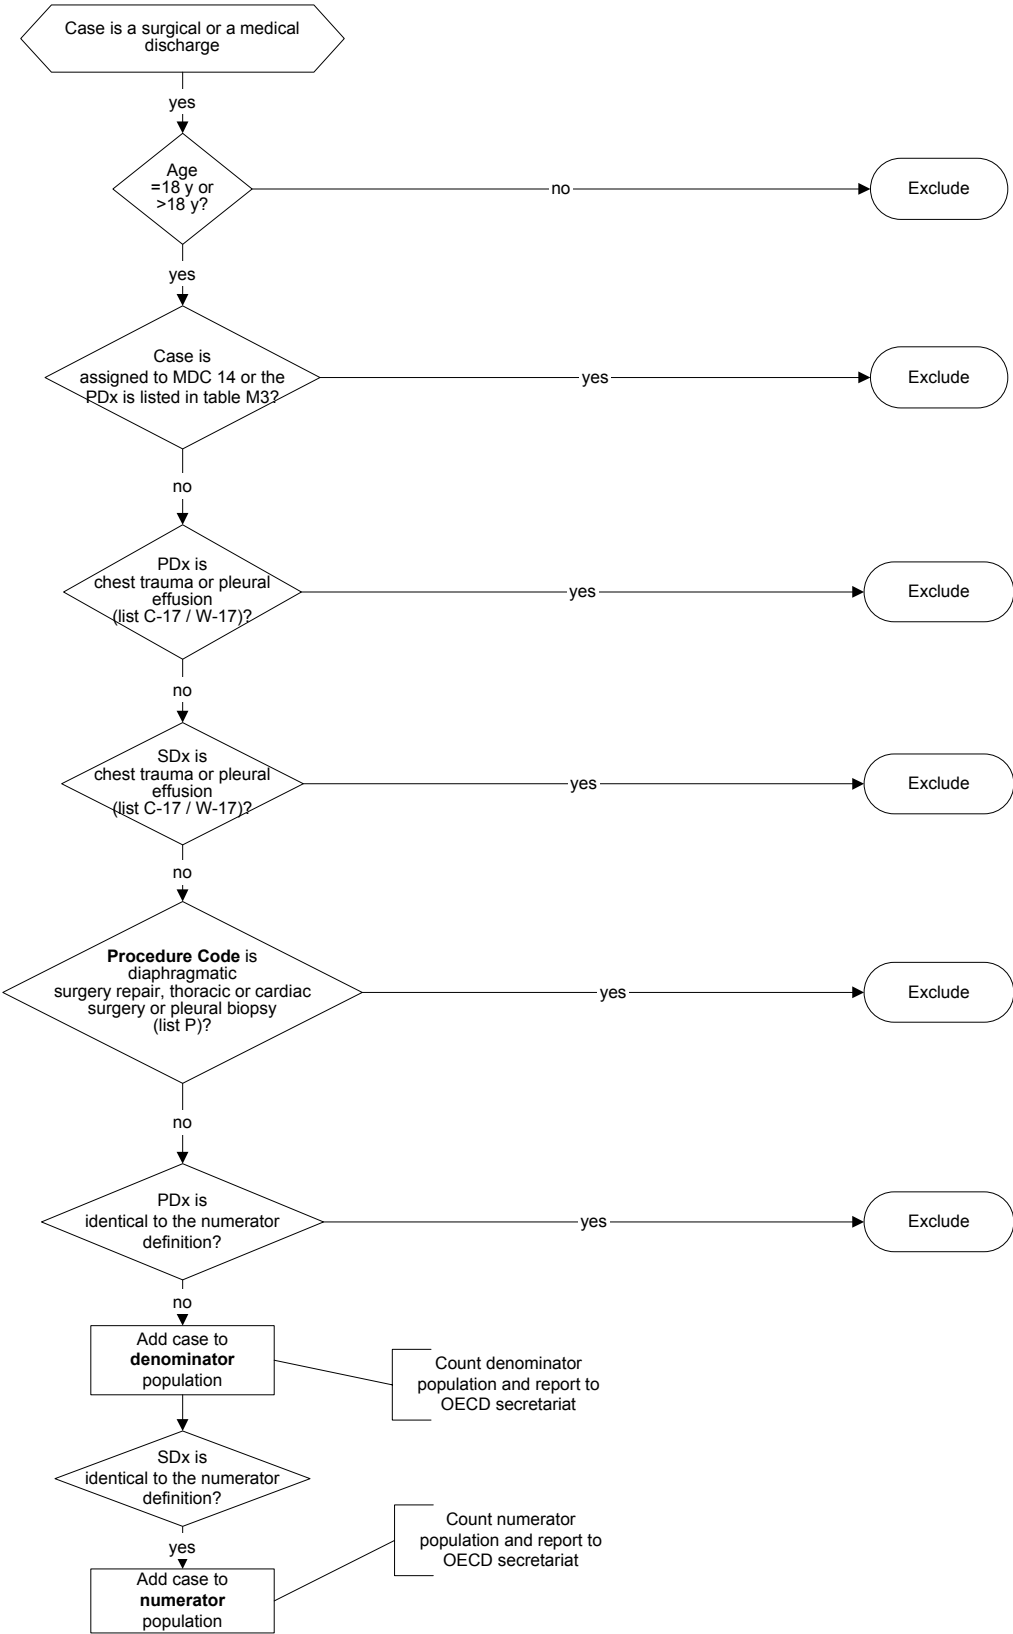 Case is a surgical or a medical
discharge
yes
Age
=18 y or
>18 y?
no
Exclude
yes
Case is
assigned to MDC 14 or the
PDx is listed in table M3?
yes
Exclude
no
PDx is
chest trauma or pleural
effusion
(list C-17 / W-17)?
yes
Exclude
no
SDx is
chest trauma or pleural
effusion
(list C-17 / W-17)?
yes
Exclude
no
Procedure Code is
diaphragmatic
surgery repair, thoracic or cardiac
surgery or pleural biopsy
(list P)?
yes
Exclude
no
PDx is
identical to the numerator
definition?
yes
Exclude
no
Add case to
denominator
population
Count denominator
population and report to
OECD secretariat
SDx is
identical to the numerator
definition?
yes
Count numerator
population and report to
OECD secretariat
Add case to
numerator
population